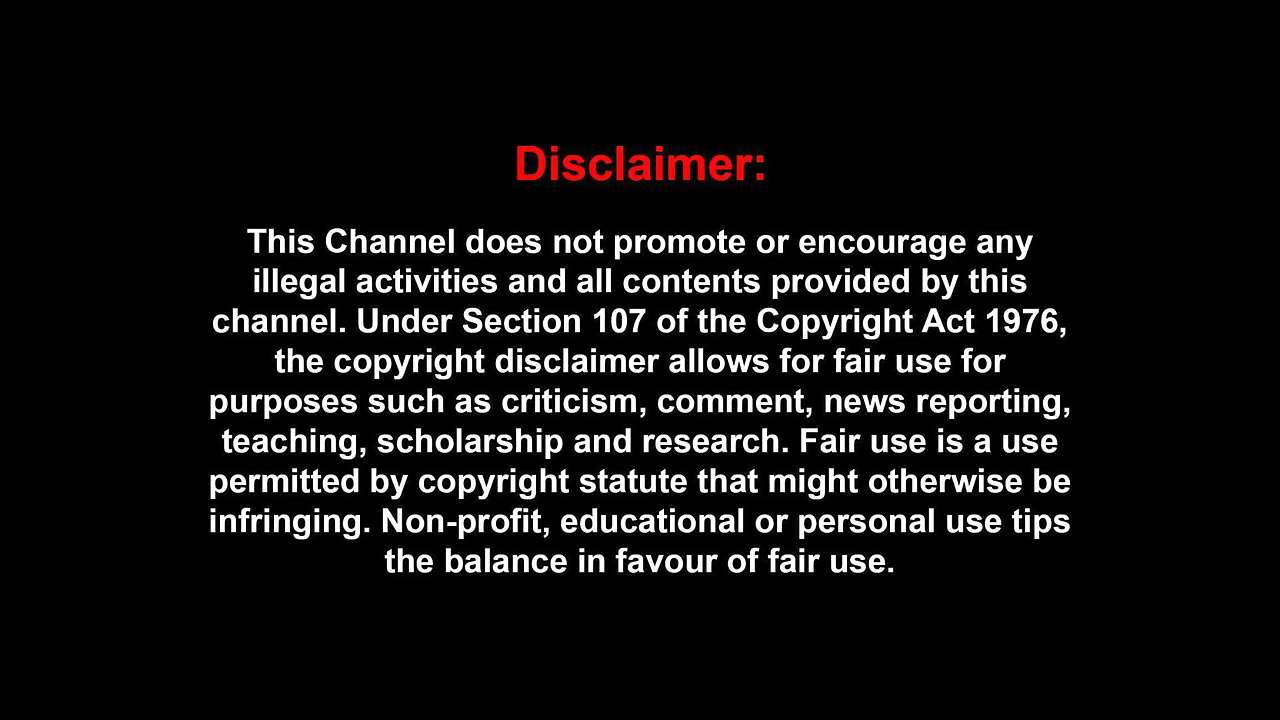 Disclaimer:
This Channel does not promote or encourage any
illegal activities and all contents provided by this
channel. Under Section 107 of the Copyright Act 1976,
the copyright disclaimer allows for fair use for
purposes such as criticism, comment, news reporting,
teaching, scholarship and research. Fair use is a use
permitted by copyright statute that might otherwise be
infringing. Non-profit, educational or personal use tips
the balance in favour of fair use.